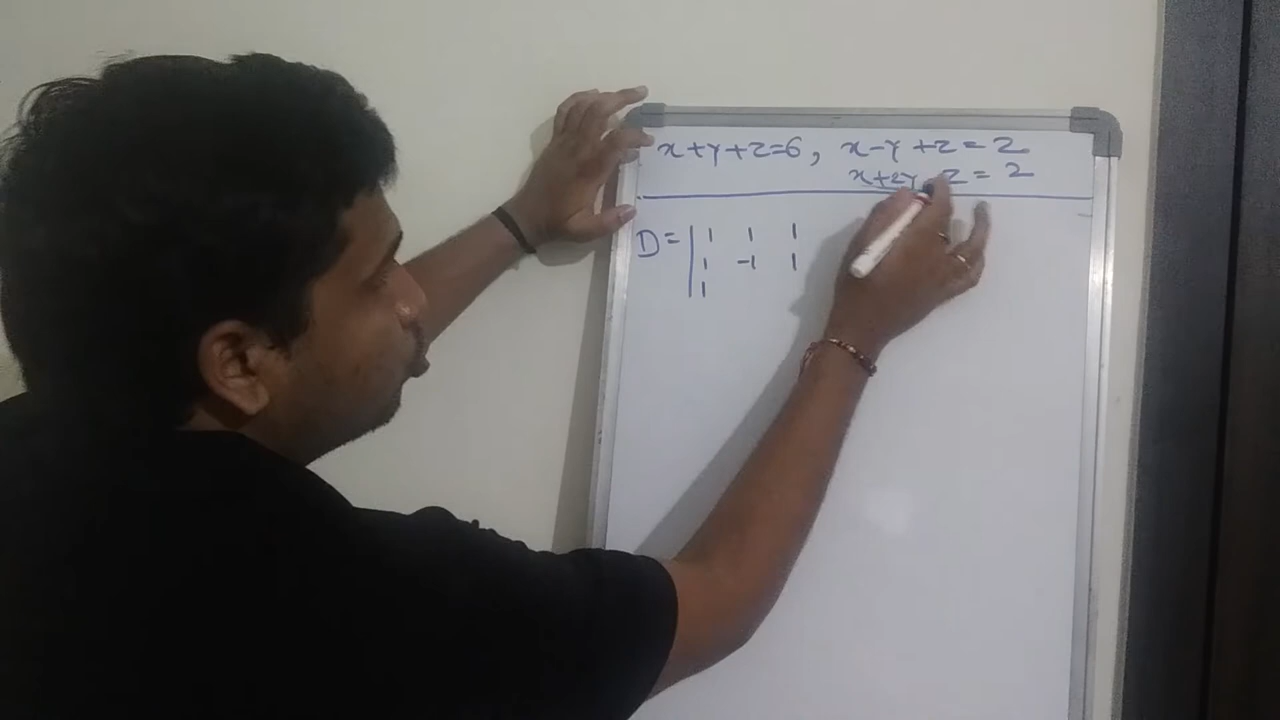 x+y+z=6, x-y+z=2
x+2y-z=2
D=| 1 1 1
1 -1 1
1